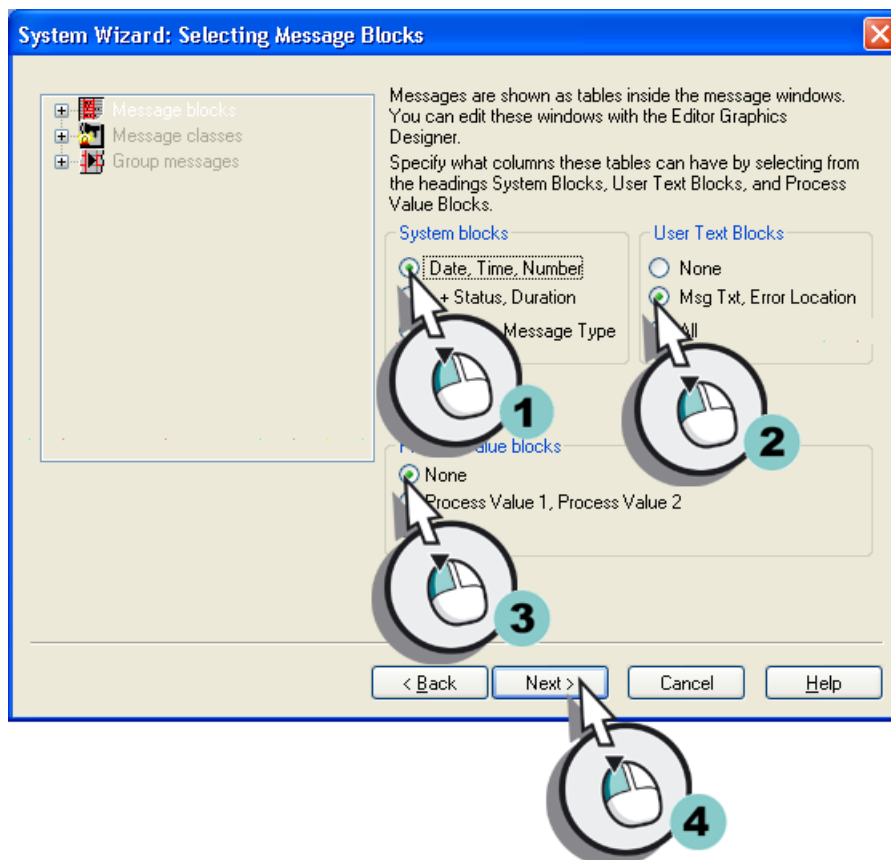 System Wizard: Selecting Message Blocks
Message blocks
Message classes
Group messages
Messages are shown as tables inside the message windows.
You can edit these windows with the Editor Graphics
Designer.
Specify what columns these tables can have by selecting from
the headings System Blocks, User Text Blocks, and Process
Value Blocks.
System blocks
Date, Time, Number
+ Status, Duration
Message Type
1
User Text Blocks
None
Msg Txt, Error Location
All
2
alue blocks
None
Process Value 1, Process Value 2
3
< Back
Next >
Cancel
Help
4